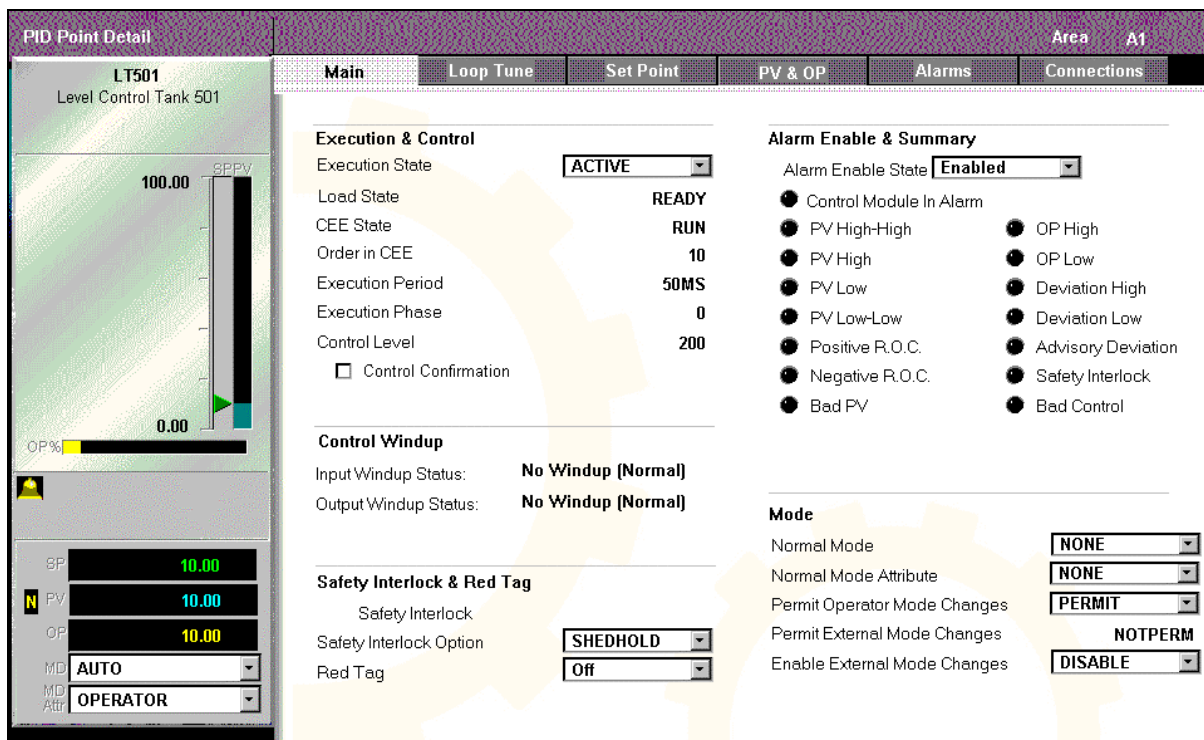 PID Point Detail
Area A1
LT501
Level Control Tank 501
Main
Loop Tune
Set Point
PV & OP
Alarms
Connections
SPPV
100.00
0.00
OP%
SP 10.00
N PV 10.00
OP 10.00
MD AUTO
MD Attr OPERATOR
Execution & Control
Execution State ACTIVE
Load State READY
CEE State RUN
Order in CEE 10
Execution Period 50MS
Execution Phase 0
Control Level 200
Control Confirmation
Control Windup
Input Windup Status: No Windup (Normal)
Output Windup Status: No Windup (Normal)
Safety Interlock & Red Tag
Safety Interlock
Safety Interlock Option SHEDHOLD
Red Tag Off
Alarm Enable & Summary
Alarm Enable State Enabled
Control Module In Alarm
PV High-High OP High
PV High OP Low
PV Low Deviation High
PV Low-Low Deviation Low
Positive R.O.C. Advisory Deviation
Negative R.O.C. Safety Interlock
Bad PV Bad Control
Mode
Normal Mode NONE
Normal Mode Attribute NONE
Permit Operator Mode Changes PERMIT
Permit External Mode Changes NOTPERM
Enable External Mode Changes DISABLE